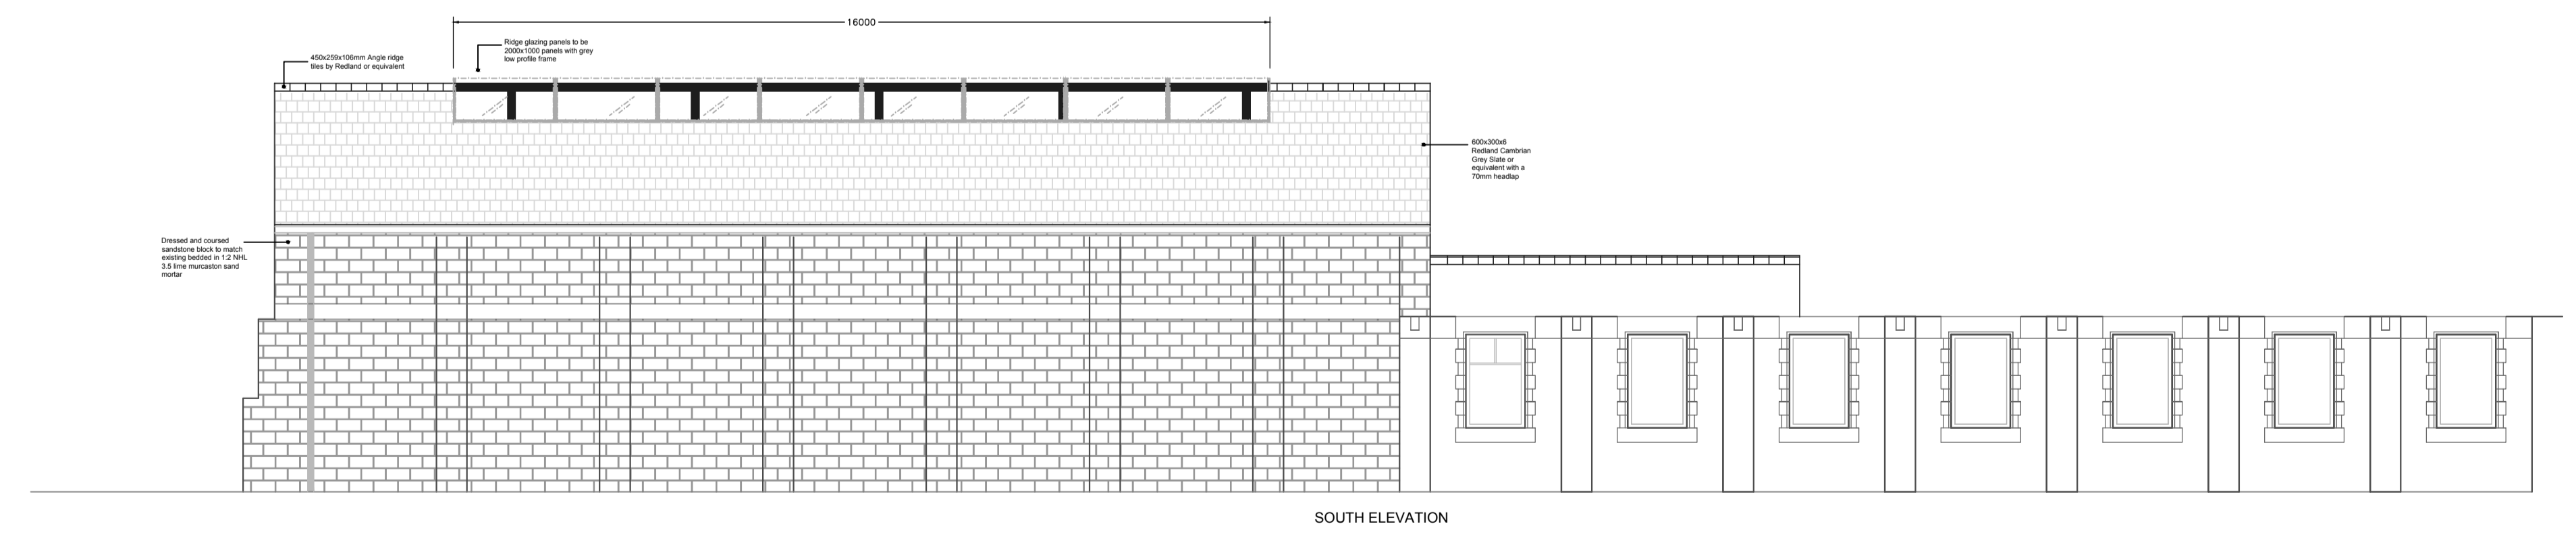 16000
Ridge glazing panels to be
2000x1000 panels with grey
low profile frame
450x259x106mm Angle ridge
tiles by Redland or equivalent
600x300x6
Redland Cambrian
Grey Slate or
equivalent with a
70mm headlap
Dressed and coursed
sandstone block to match
existing bedded in 1:2 NHL
3.5 lime murcaston sand
mortar
SOUTH ELEVATION